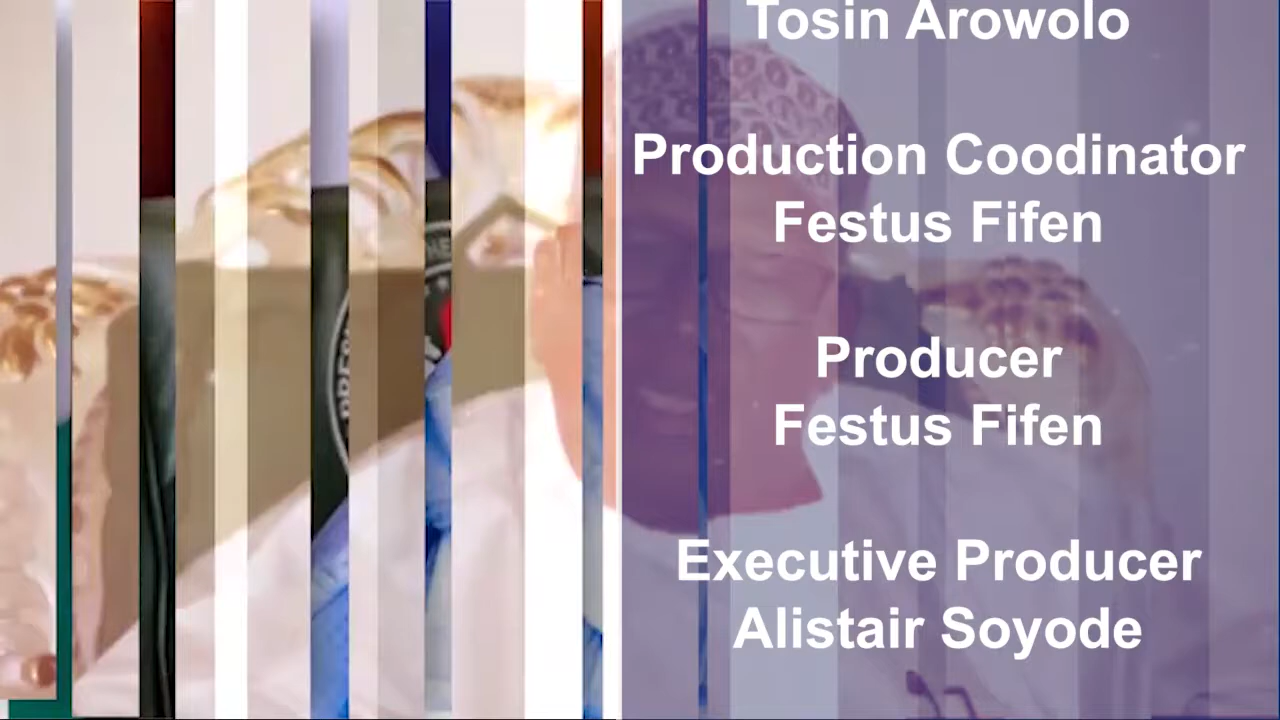 Tosin Arowolo
Production Coodinator
Festus Fifen
Producer
Festus Fifen
Executive Producer
Alistair Soyode